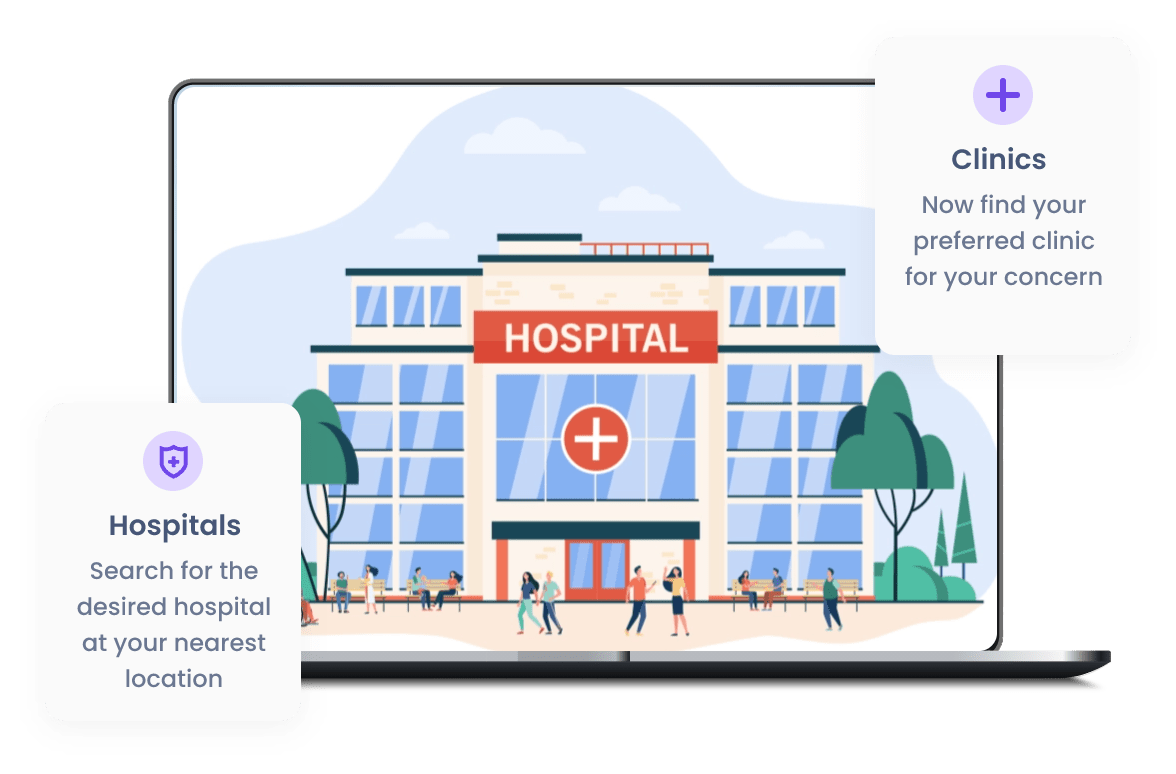 Clinics
Now find your
preferred clinic
for your concern
HOSPITAL
Hospitals
Search for the
desired hospital
at your nearest
location